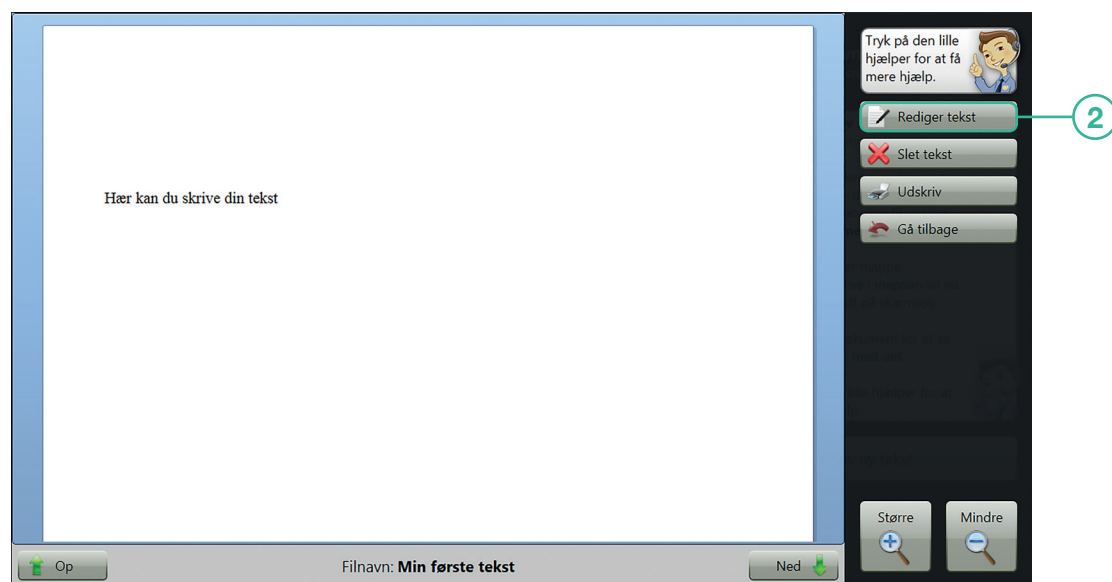 Tryk på den lille
hjælper for at få
mere hjælp.
Rediger tekst
2
Slet tekst
Udskriv
Gå tilbage
Hær kan du skrive din tekst
Større
Mindre
Op
Filnavn: Min første tekst
Ned